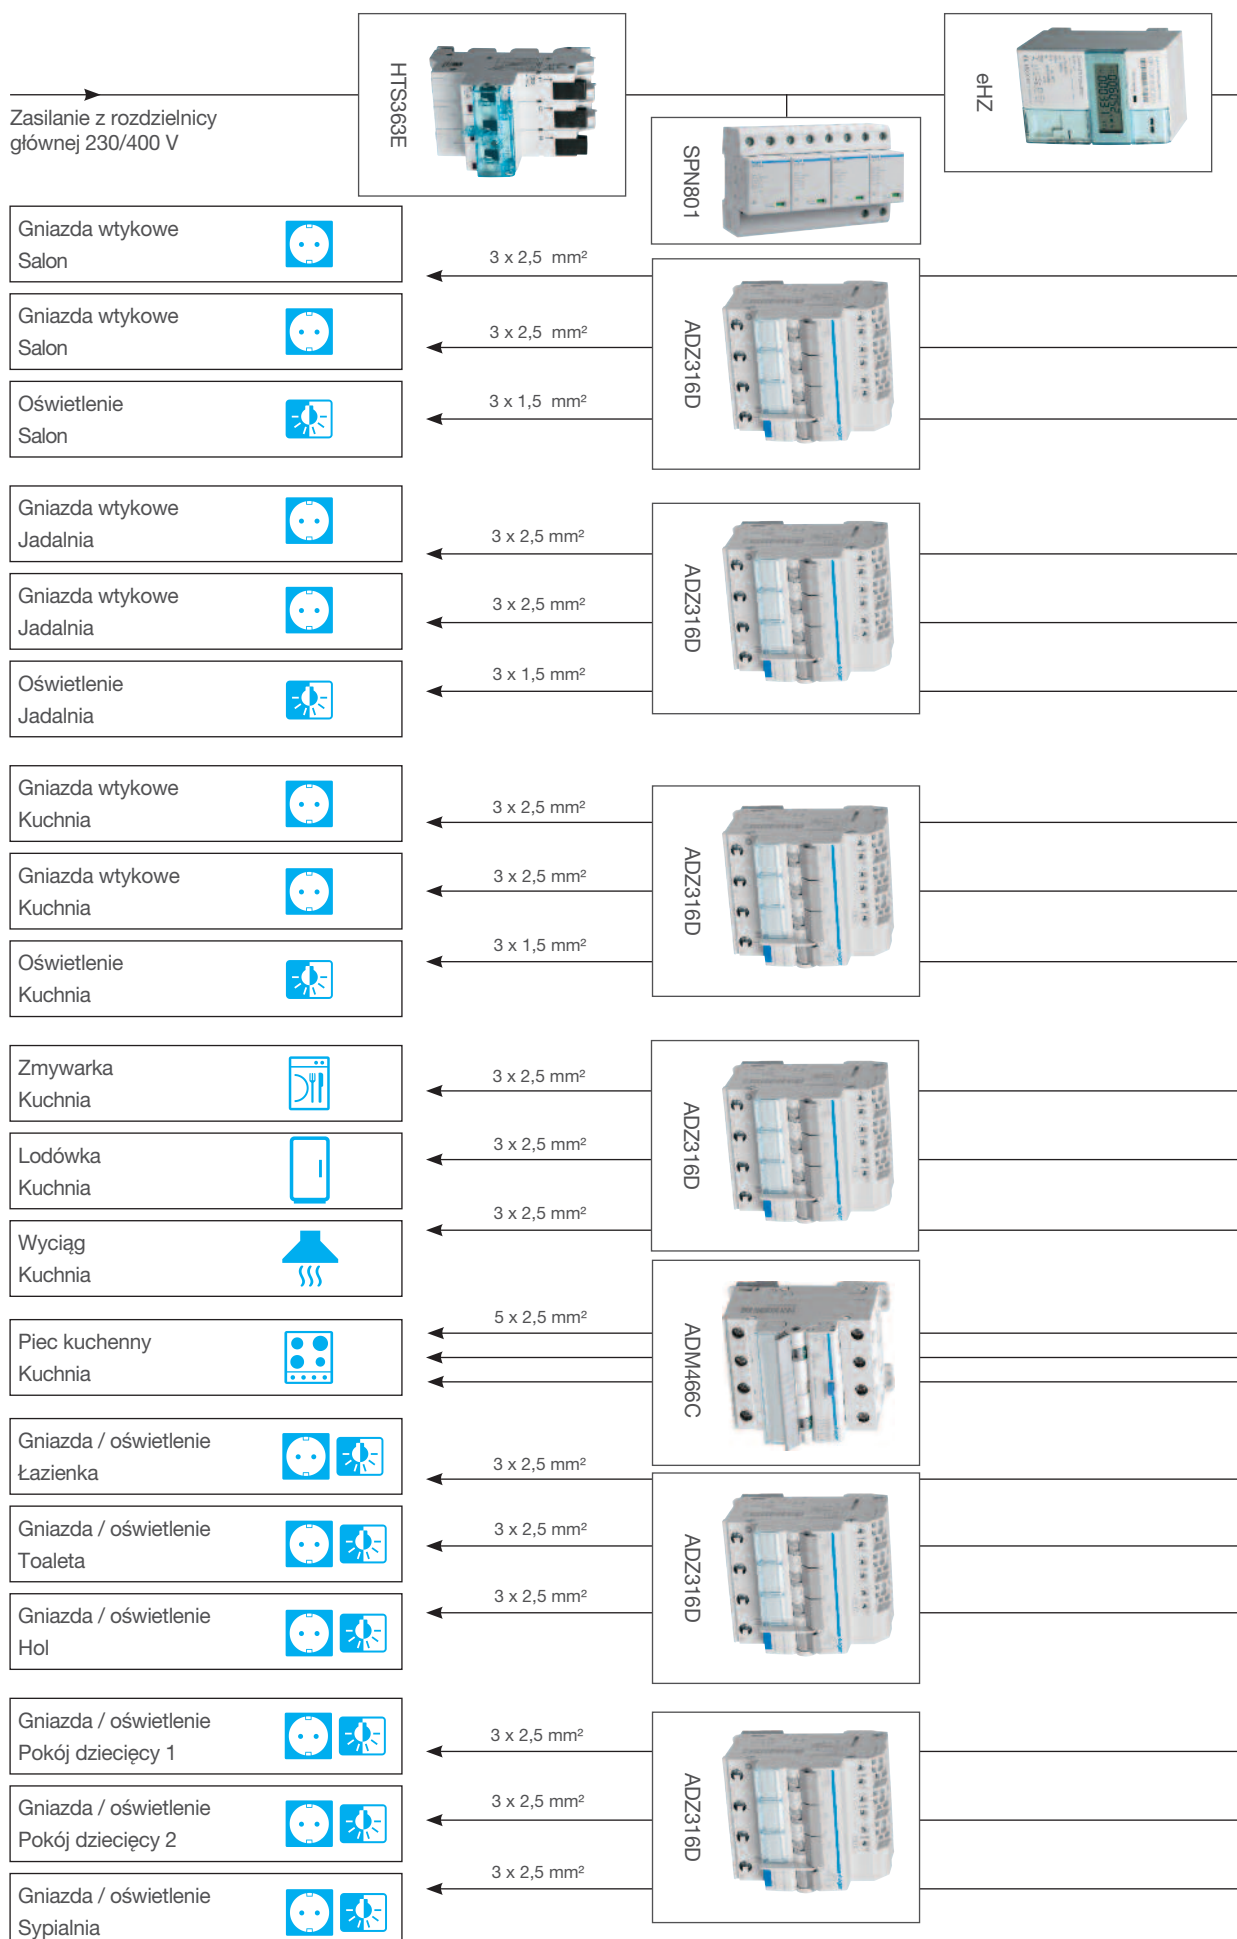 HTS363E
eHZ
Zasilanie z rozdzielnicy
głównej 230/400 V
SPN801
Gniazda wtykowe
Salon
3 x 2,5 mm²
Gniazda wtykowe
Salon
3 x 2,5 mm²
ADZ316D
Oświetlenie
Salon
3 x 1,5 mm²
Gniazda wtykowe
Jadalnia
3 x 2,5 mm²
Gniazda wtykowe
Jadalnia
3 x 2,5 mm²
ADZ316D
Oświetlenie
Jadalnia
3 x 1,5 mm²
Gniazda wtykowe
Kuchnia
3 x 2,5 mm²
Gniazda wtykowe
Kuchnia
3 x 2,5 mm²
ADZ316D
Oświetlenie
Kuchnia
3 x 1,5 mm²
Zmywarka
Kuchnia
3 x 2,5 mm²
Lodówka
Kuchnia
3 x 2,5 mm²
ADZ316D
Wyciąg
Kuchnia
3 x 2,5 mm²
Piec kuchenny
Kuchnia
5 x 2,5 mm²
ADM466C
Gniazda / oświetlenie
Łazienka
3 x 2,5 mm²
Gniazda / oświetlenie
Toaleta
3 x 2,5 mm²
ADZ316D
Gniazda / oświetlenie
Hol
3 x 2,5 mm²
Gniazda / oświetlenie
Pokój dziecięcy 1
3 x 2,5 mm²
Gniazda / oświetlenie
Pokój dziecięcy 2
3 x 2,5 mm²
ADZ316D
Gniazda / oświetlenie
Sypialnia
3 x 2,5 mm²